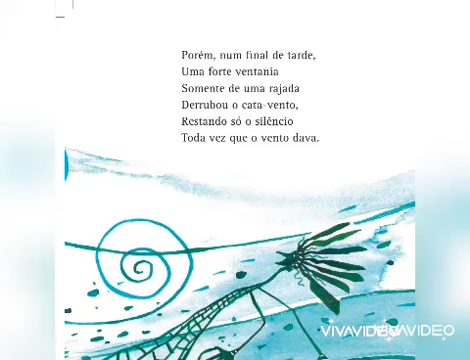 Porém, num final de tarde,
Uma forte ventania
Somente de uma rajada
Derrubou o cata-vento,
Restando só o silêncio
Toda vez que o vento dava.
VIVAVIDEO
VIVAVIDEO